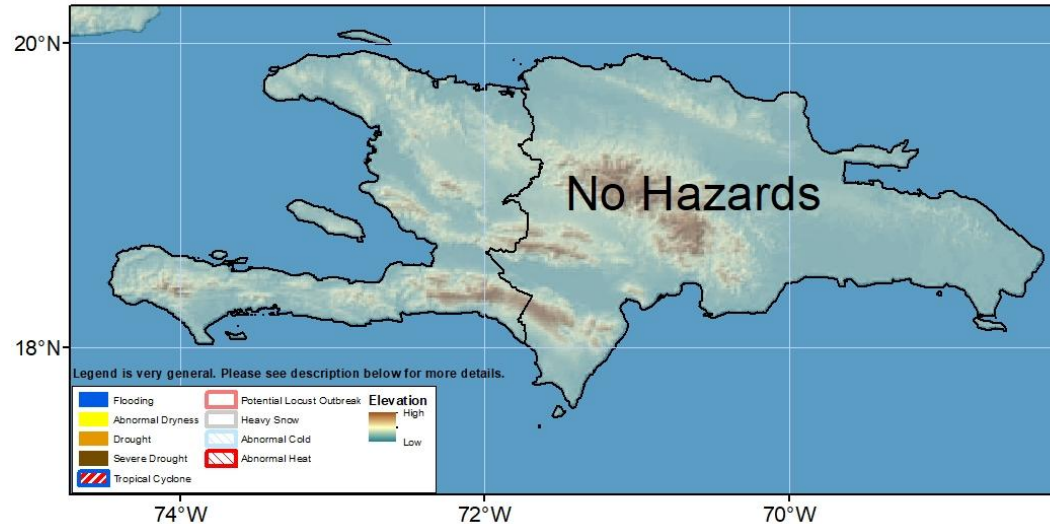 20°N
No Hazards
18°N
Legend is very general. Please see description below for more details.
Flooding
Abnormal Dryness
Drought
Severe Drought
Tropical Cyclone
Potential Locust Outbreak
Heavy Snow
Abnormal Cold
Abnormal Heat
Elevation
High
Low
74°W
72°W
70°W